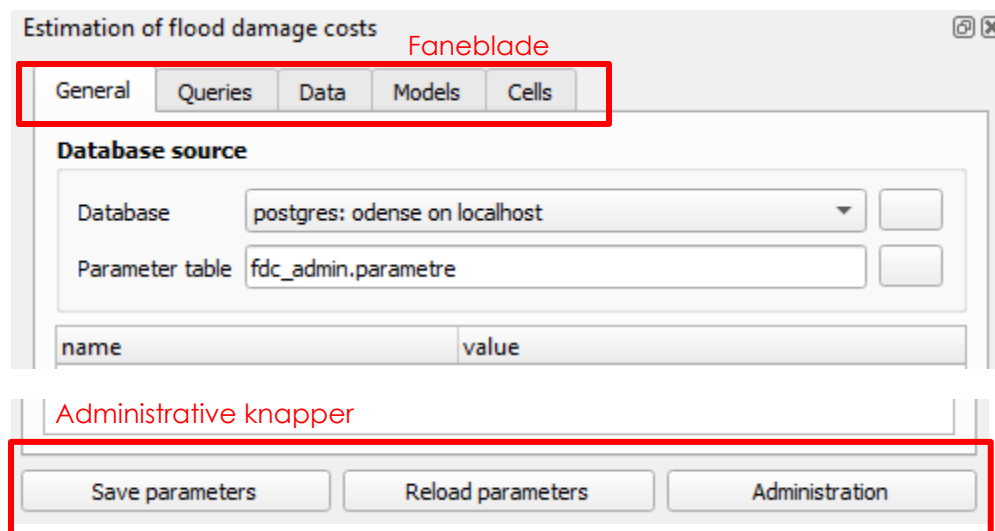 Estimation of flood damage costs
Faneblade
General Queries Data Models Cells
Database source
Database postgres: odense on localhost
Parameter table fdc_admin.parametre
name value
Administrative knapper
Save parameters Reload parameters Administration